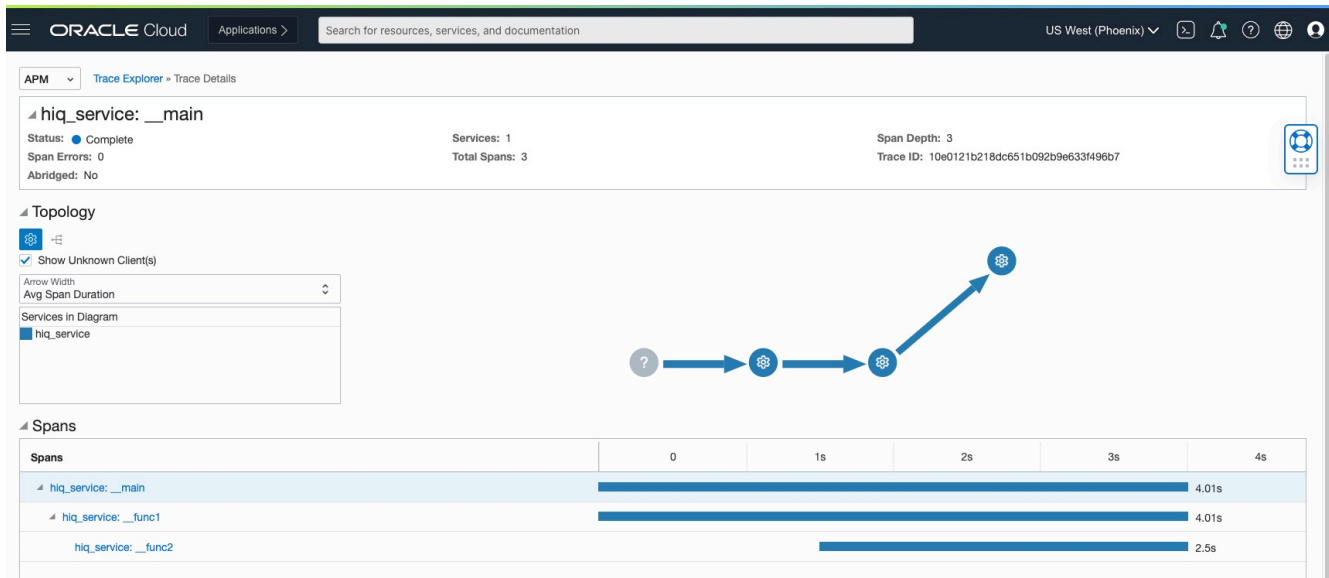 ORACLE Cloud Applications > Search for resources, services, and documentation US West (Phoenix)
APM Trace Explorer » Trace Details
hiq_service: __main
Status: Complete Services: 1 Span Depth: 3
Span Errors: 0 Total Spans: 3 Trace ID: 10e0121b218dc651b092b9e633f496b7
Abridged: No
Topology
Show Unknown Client(s)
Arrow Width
Avg Span Duration
Services in Diagram
hiq_service
?
Spans
Spans 0 1s 2s 3s 4s
hiq_service: __main 4.01s
hiq_service: __func1 4.01s
hiq_service: __func2 2.5s